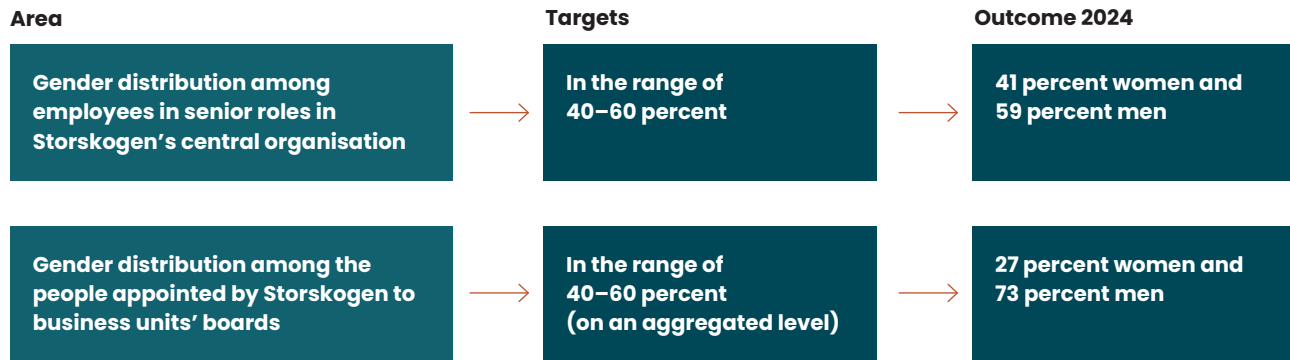 Area
Targets
Outcome 2024
Gender distribution among
employees in senior roles in
Storskogen’s central organisation
In the range of
40–60 percent
41 percent women and
59 percent men
Gender distribution among the
people appointed by Storskogen to
business units’ boards
In the range of
40–60 percent
(on an aggregated level)
27 percent women and
73 percent men